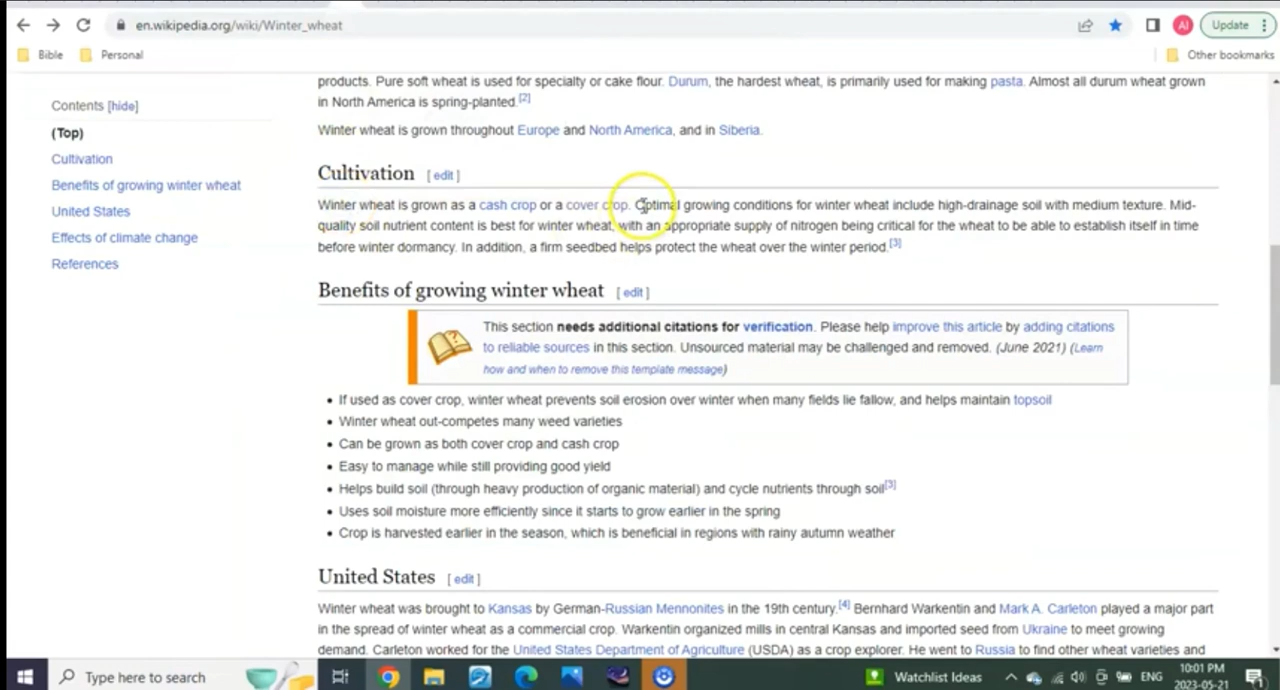 en.wikipedia.org/wiki/Winter_wheat
AI
Update
Bible
Personal
Other bookmarks
Contents [hide]
(Top)
Cultivation
Benefits of growing winter wheat
United States
Effects of climate change
References
products. Pure soft wheat is used for specialty or cake flour. Durum, the hardest wheat, is primarily used for making pasta. Almost all durum wheat grown
in North America is spring-planted.[2]
Winter wheat is grown throughout Europe and North America, and in Siberia.
Cultivation [ edit ]
Winter wheat is grown as a cash crop or a cover crop. Optimal growing conditions for winter wheat include high-drainage soil with medium texture. Mid-
quality soil nutrient content is best for winter wheat, with an appropriate supply of nitrogen being critical for the wheat to be able to establish itself in time
before winter dormancy. In addition, a firm seedbed helps protect the wheat over the winter period.[3]
Benefits of growing winter wheat [ edit ]
This section needs additional citations for verification. Please help improve this article by adding citations
to reliable sources in this section. Unsourced material may be challenged and removed. (June 2021) (Learn
how and when to remove this template message)
• If used as cover crop, winter wheat prevents soil erosion over winter when many fields lie fallow, and helps maintain topsoil
• Winter wheat out-competes many weed varieties
• Can be grown as both cover crop and cash crop
• Easy to manage while still providing good yield
• Helps build soil (through heavy production of organic material) and cycle nutrients through soil[3]
• Uses soil moisture more efficiently since it starts to grow earlier in the spring
• Crop is harvested earlier in the season, which is beneficial in regions with rainy autumn weather
United States [ edit ]
Winter wheat was brought to Kansas by German-Russian Mennonites in the 19th century.[4] Bernhard Warkentin and Mark A. Carleton played a major part
in the spread of winter wheat as a commercial crop. Warkentin organized mills in central Kansas and imported seed from Ukraine to meet growing
demand. Carleton worked for the United States Department of Agriculture (USDA) as a crop explorer. He went to Russia to find other wheat varieties and
Type here to search
Watchlist Ideas
ENG
10:01 PM
2023-05-21
1